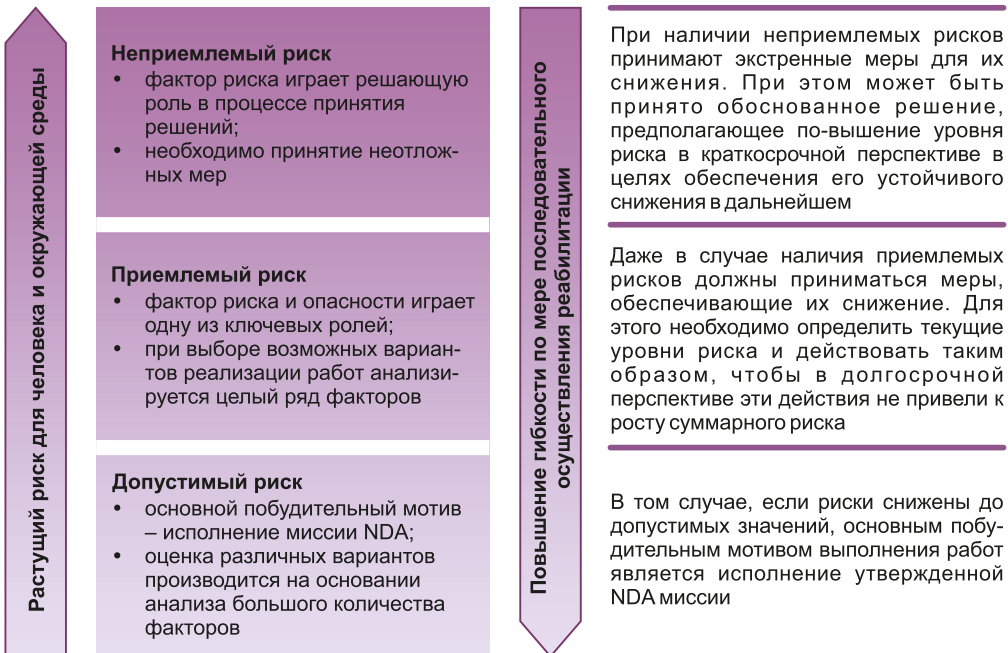 Растущий риск для человека и окружающей среды
Неприемлемый риск
• фактор риска играет решающую
роль в процессе принятия
решений;
• необходимо принятие неотлож-
ных мер
Приемлемый риск
• фактор риска и опасности играет
одну из ключевых ролей;
• при выборе возможных вариан-
тов реализации работ анализи-
руется целый ряд факторов
Допустимый риск
• основной побудительный мотив
– исполнение миссии NDA;
• оценка различных вариантов
производится на основании
анализа большого количества
факторов
Повышение гибкости по мере последовательного
осуществления реабилитации
При наличии неприемлемых рисков
принимают экстренные меры для их
снижения. При этом может быть
принято обоснованное решение,
предполагающее по-вышение уровня
риска в краткосрочной перспективе в
целях обеспечения его устойчивого
снижения в дальнейшем
Даже в случае наличия приемлемых
рисков должны приниматься меры,
обеспечивающие их снижение. Для
этого необходимо определить текущие
уровни риска и действовать таким
образом, чтобы в долгосрочной
перспективе эти действия не привели к
росту суммарного риска
В том случае, если риски снижены до
допустимых значений, основным побу-
дительным мотивом выполнения работ
является исполнение утвержденной
NDA миссии